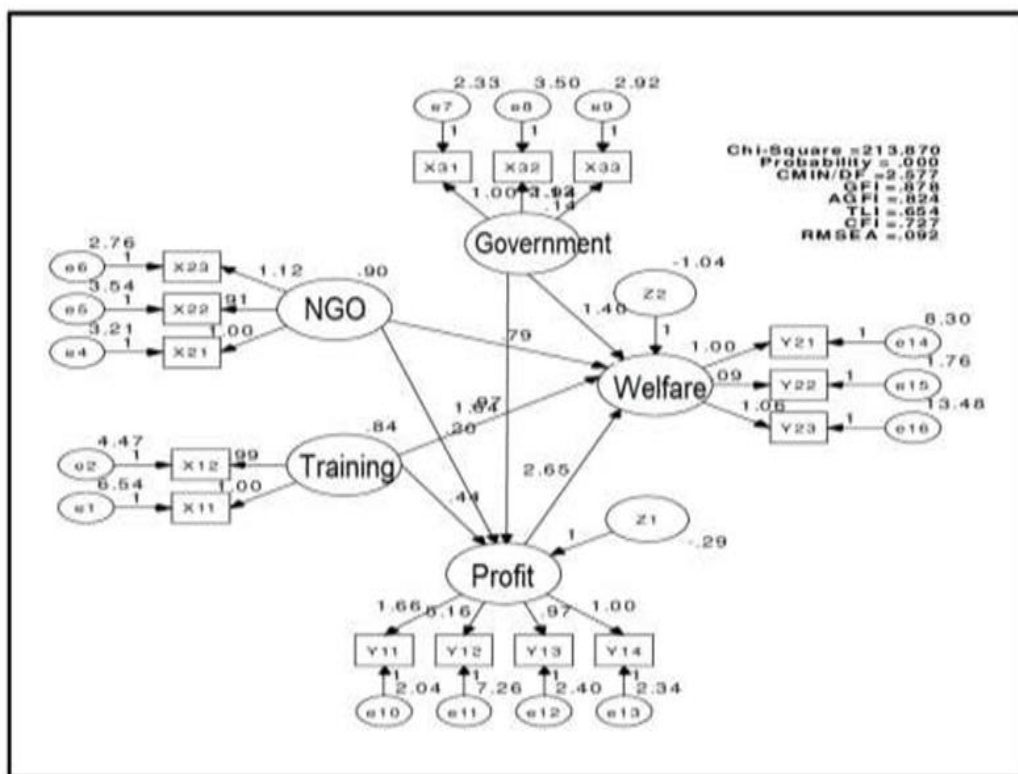 2.33 3.50 2.92
e7 e8 e9
1 1 1
X31 X32 X33
Chi-Square =213.870
Probability = .000
CMIN/DF =2.577
GFI =.878
AGFI =.824
TLI =.654
CFI =.727
RMSEA =.092
1.00
.14
Government
2.76
e6 1 X23
1.12 .90
3.54
e5 1 X22 .91
NGO
3.21
e4 1 X21 1.00
-1.04
Z2
1
1.40
.79
Welfare
1.00 Y21 1 e14 8.30
.09 Y22 1 e15 1.76
1.06 Y23 1 e16 13.48
.84
Training
4.47
e2 1 X12 .99
6.54
e1 1 X11 1.00
.44
2.65
Z1
-.29
1
Profit
1.66 .97 1.00
Y11 Y12 Y13 Y14
1 1 1 1
2.04 7.26 2.40 2.34
e10 e11 e12 e13